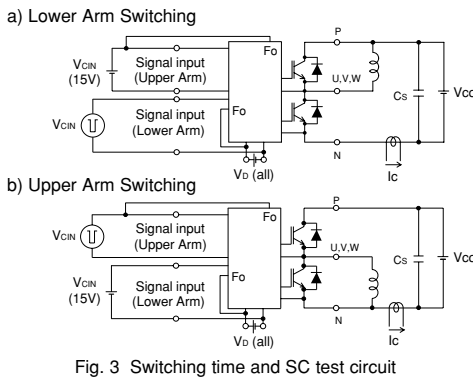 a) Lower Arm Switching
P
Fo
VCIN
(15V)
Signal input
(Upper Arm)
U,V,W
CS
VCC
VCIN
Signal input
(Lower Arm)
Fo
N
VD (all)
Ic
b) Upper Arm Switching
P
Fo
VCIN
Signal input
(Upper Arm)
U,V,W
CS
VCC
VCIN
(15V)
Signal input
(Lower Arm)
Fo
N
VD (all)
Ic
Fig. 3 Switching time and SC test circuit